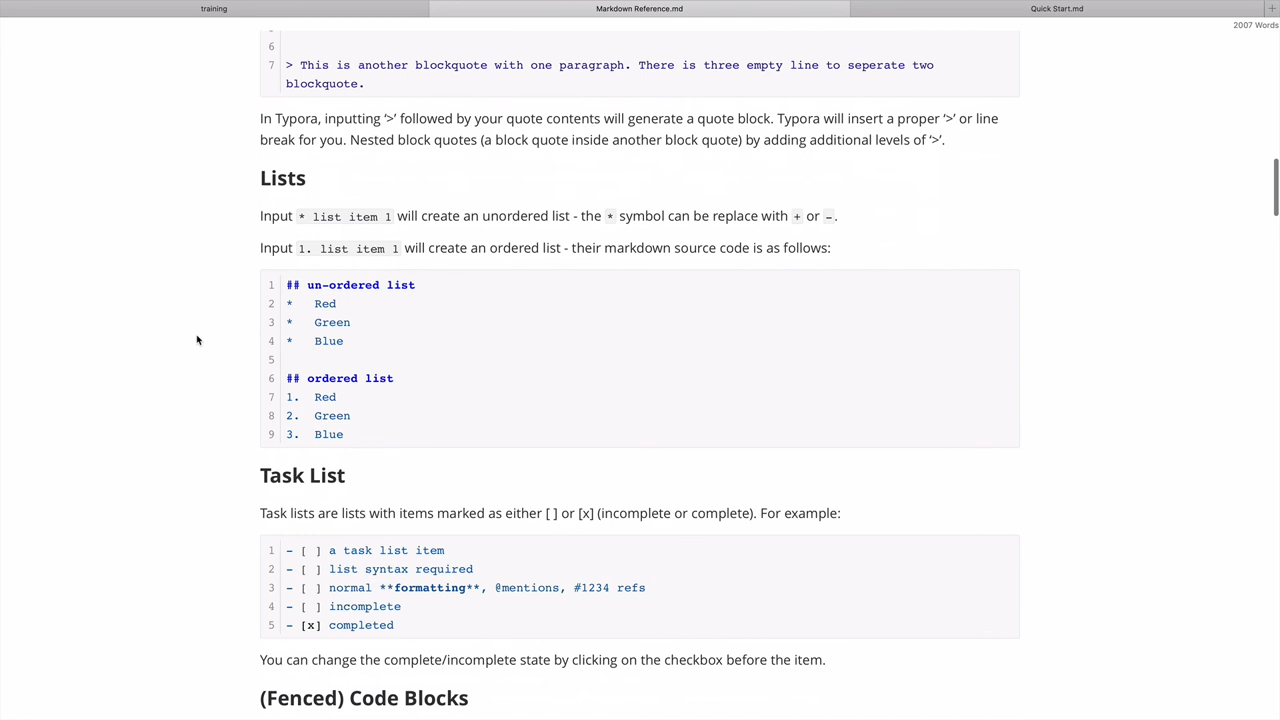 training
Markdown Reference.md
Quick Start.md
+
2007 Words
6
7 > This is another blockquote with one paragraph. There is three empty line to seperate two
blockquote.
In Typora, inputting ‘>’ followed by your quote contents will generate a quote block. Typora will insert a proper ‘>’ or line
break for you. Nested block quotes (a block quote inside another block quote) by adding additional levels of ‘>’.
Lists
Input * list item 1 will create an unordered list - the * symbol can be replace with + or -.
Input 1. list item 1 will create an ordered list - their markdown source code is as follows:
1 ## un-ordered list
2 *   Red
3 *   Green
4 *   Blue
5
6 ## ordered list
7 1.  Red
8 2.  Green
9 3.  Blue
Task List
Task lists are lists with items marked as either [ ] or [x] (incomplete or complete). For example:
1 - [ ] a task list item
2 - [ ] list syntax required
3 - [ ] normal **formatting**, @mentions, #1234 refs
4 - [ ] incomplete
5 - [x] completed
You can change the complete/incomplete state by clicking on the checkbox before the item.
(Fenced) Code Blocks